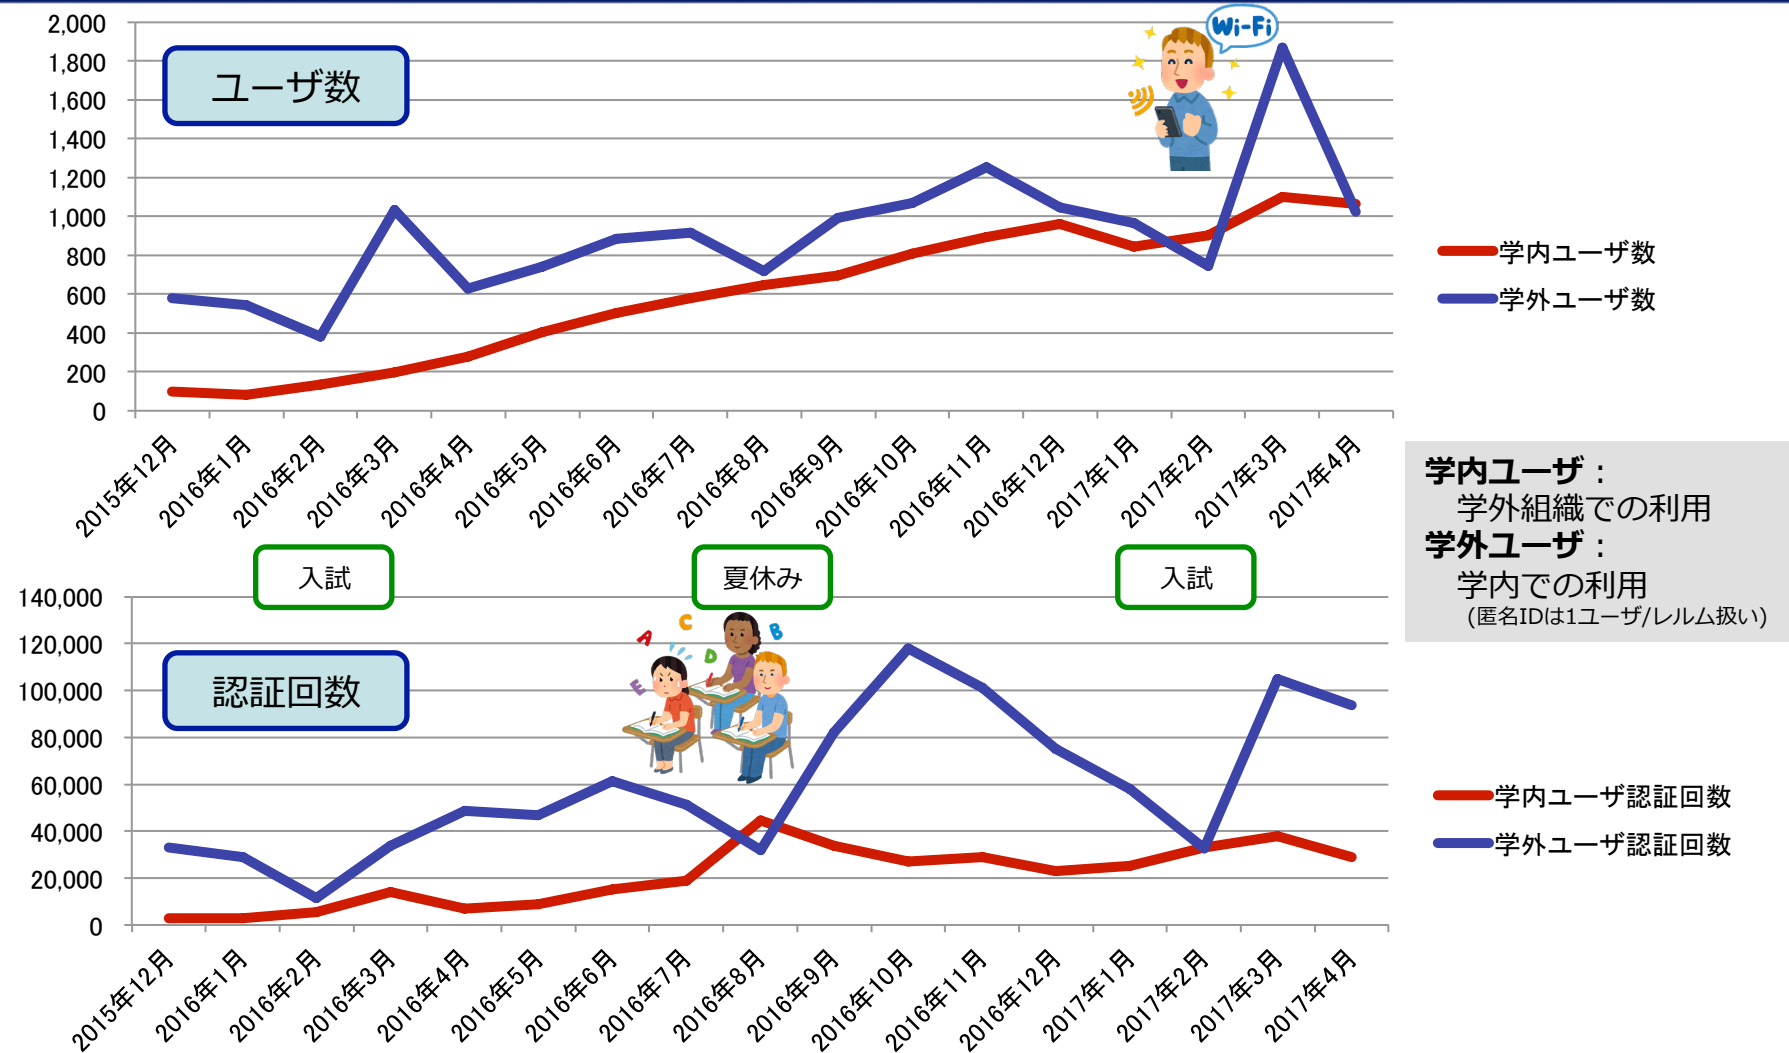 2,000
1,800
1,600
1,400
1,200
1,000
800
600
400
200
0
ユーザ数
Wi-Fi
学内ユーザ数
学外ユーザ数
2015年12月
2016年1月
2016年2月
2016年3月
2016年4月
2016年5月
2016年6月
2016年7月
2016年8月
2016年9月
2016年10月
2016年11月
2016年12月
2017年1月
2017年2月
2017年3月
2017年4月
学内ユーザ：
学外組織での利用
学外ユーザ：
学内での利用
(匿名IDは1ユーザ/レルム扱い)
入試
夏休み
入試
140,000
120,000
100,000
80,000
60,000
40,000
20,000
0
認証回数
A
C
B
D
E
学内ユーザ認証回数
学外ユーザ認証回数
2015年12月
2016年1月
2016年2月
2016年3月
2016年4月
2016年5月
2016年6月
2016年7月
2016年8月
2016年9月
2016年10月
2016年11月
2016年12月
2017年1月
2017年2月
2017年3月
2017年4月